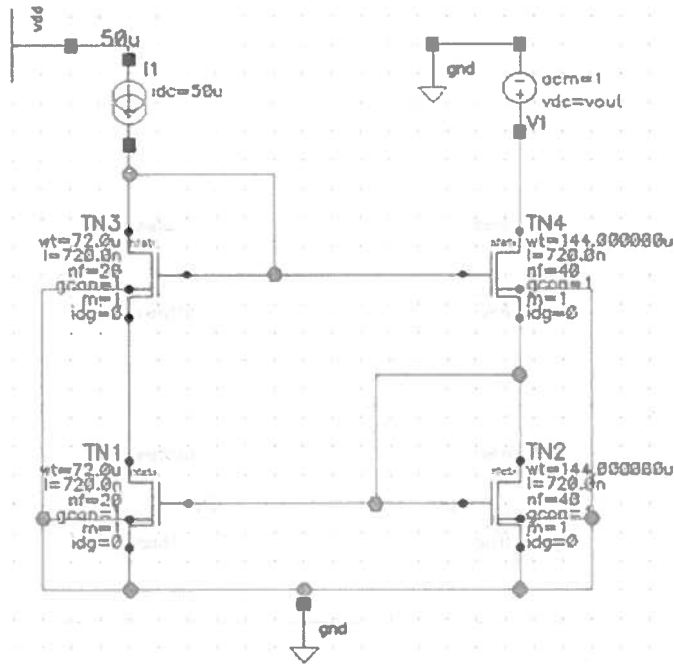 vdd
50u
I1
idc=50u
gnd
acm=1
vdc=vout
V1
TN3
wt=72.0u
l=720.0n
nf=20
gcon=1
m=1
idg=0
TN4
wt=144.000000u
l=720.0n
nf=40
gcon=1
m=1
idg=0
TN1
wt=72.0u
l=720.0n
nf=20
gcon=1
m=1
idg=0
TN2
wt=144.000000u
l=720.0n
nf=40
gcon=1
m=1
idg=0
gnd